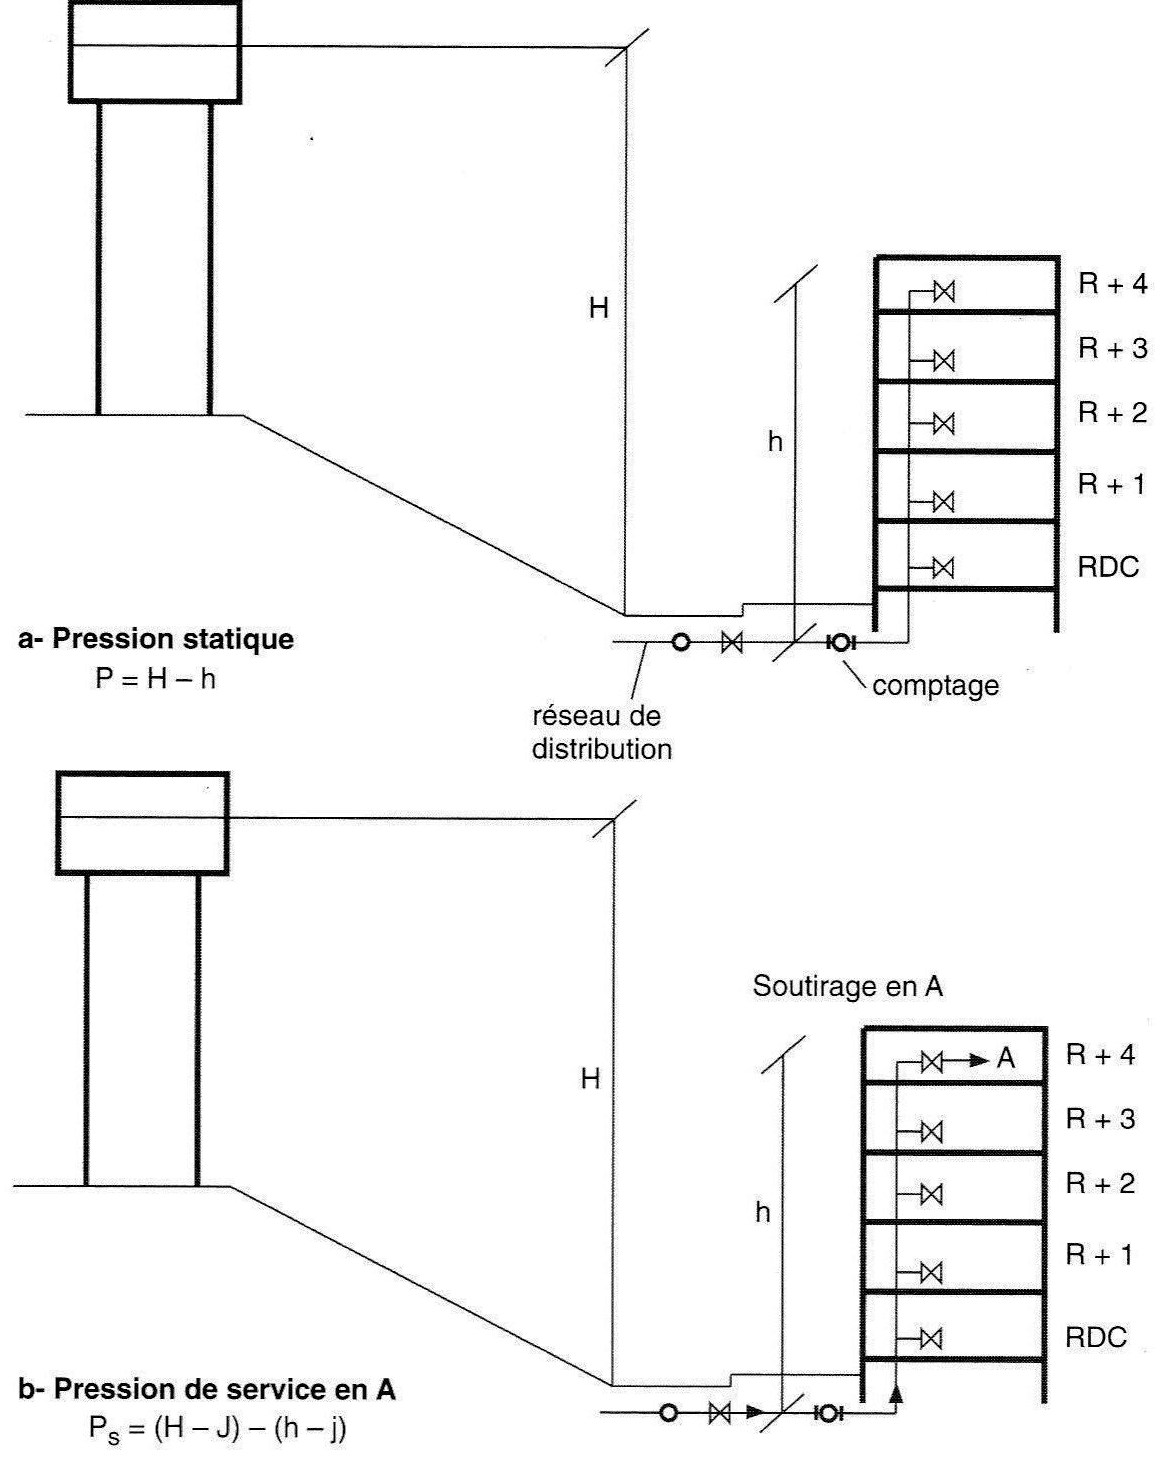 H
h
R + 4
R + 3
R + 2
R + 1
RDC
a- Pression statique
P = H – h
comptage
réseau de
distribution
Soutirage en A
H
h
A
R + 4
R + 3
R + 2
R + 1
RDC
b- Pression de service en A
Ps = (H – J) – (h – j)